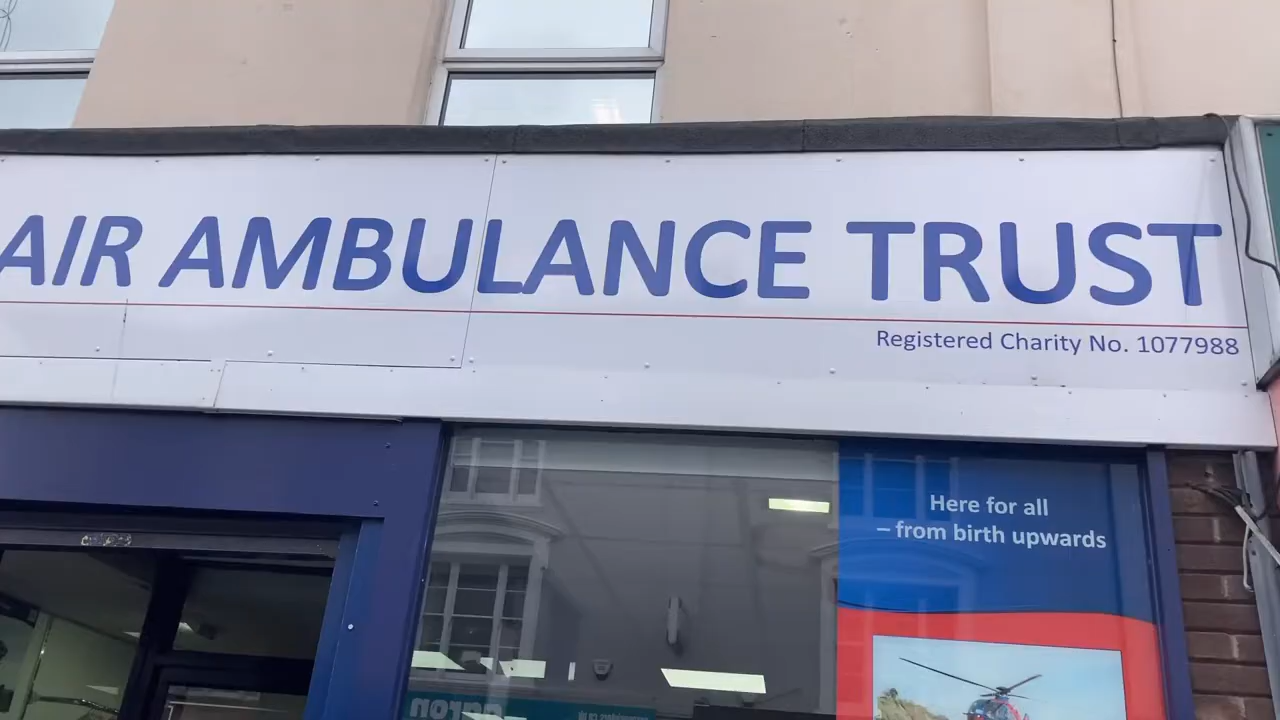 AIR AMBULANCE TRUST
Registered Charity No. 1077988
Here for all
– from birth upwards